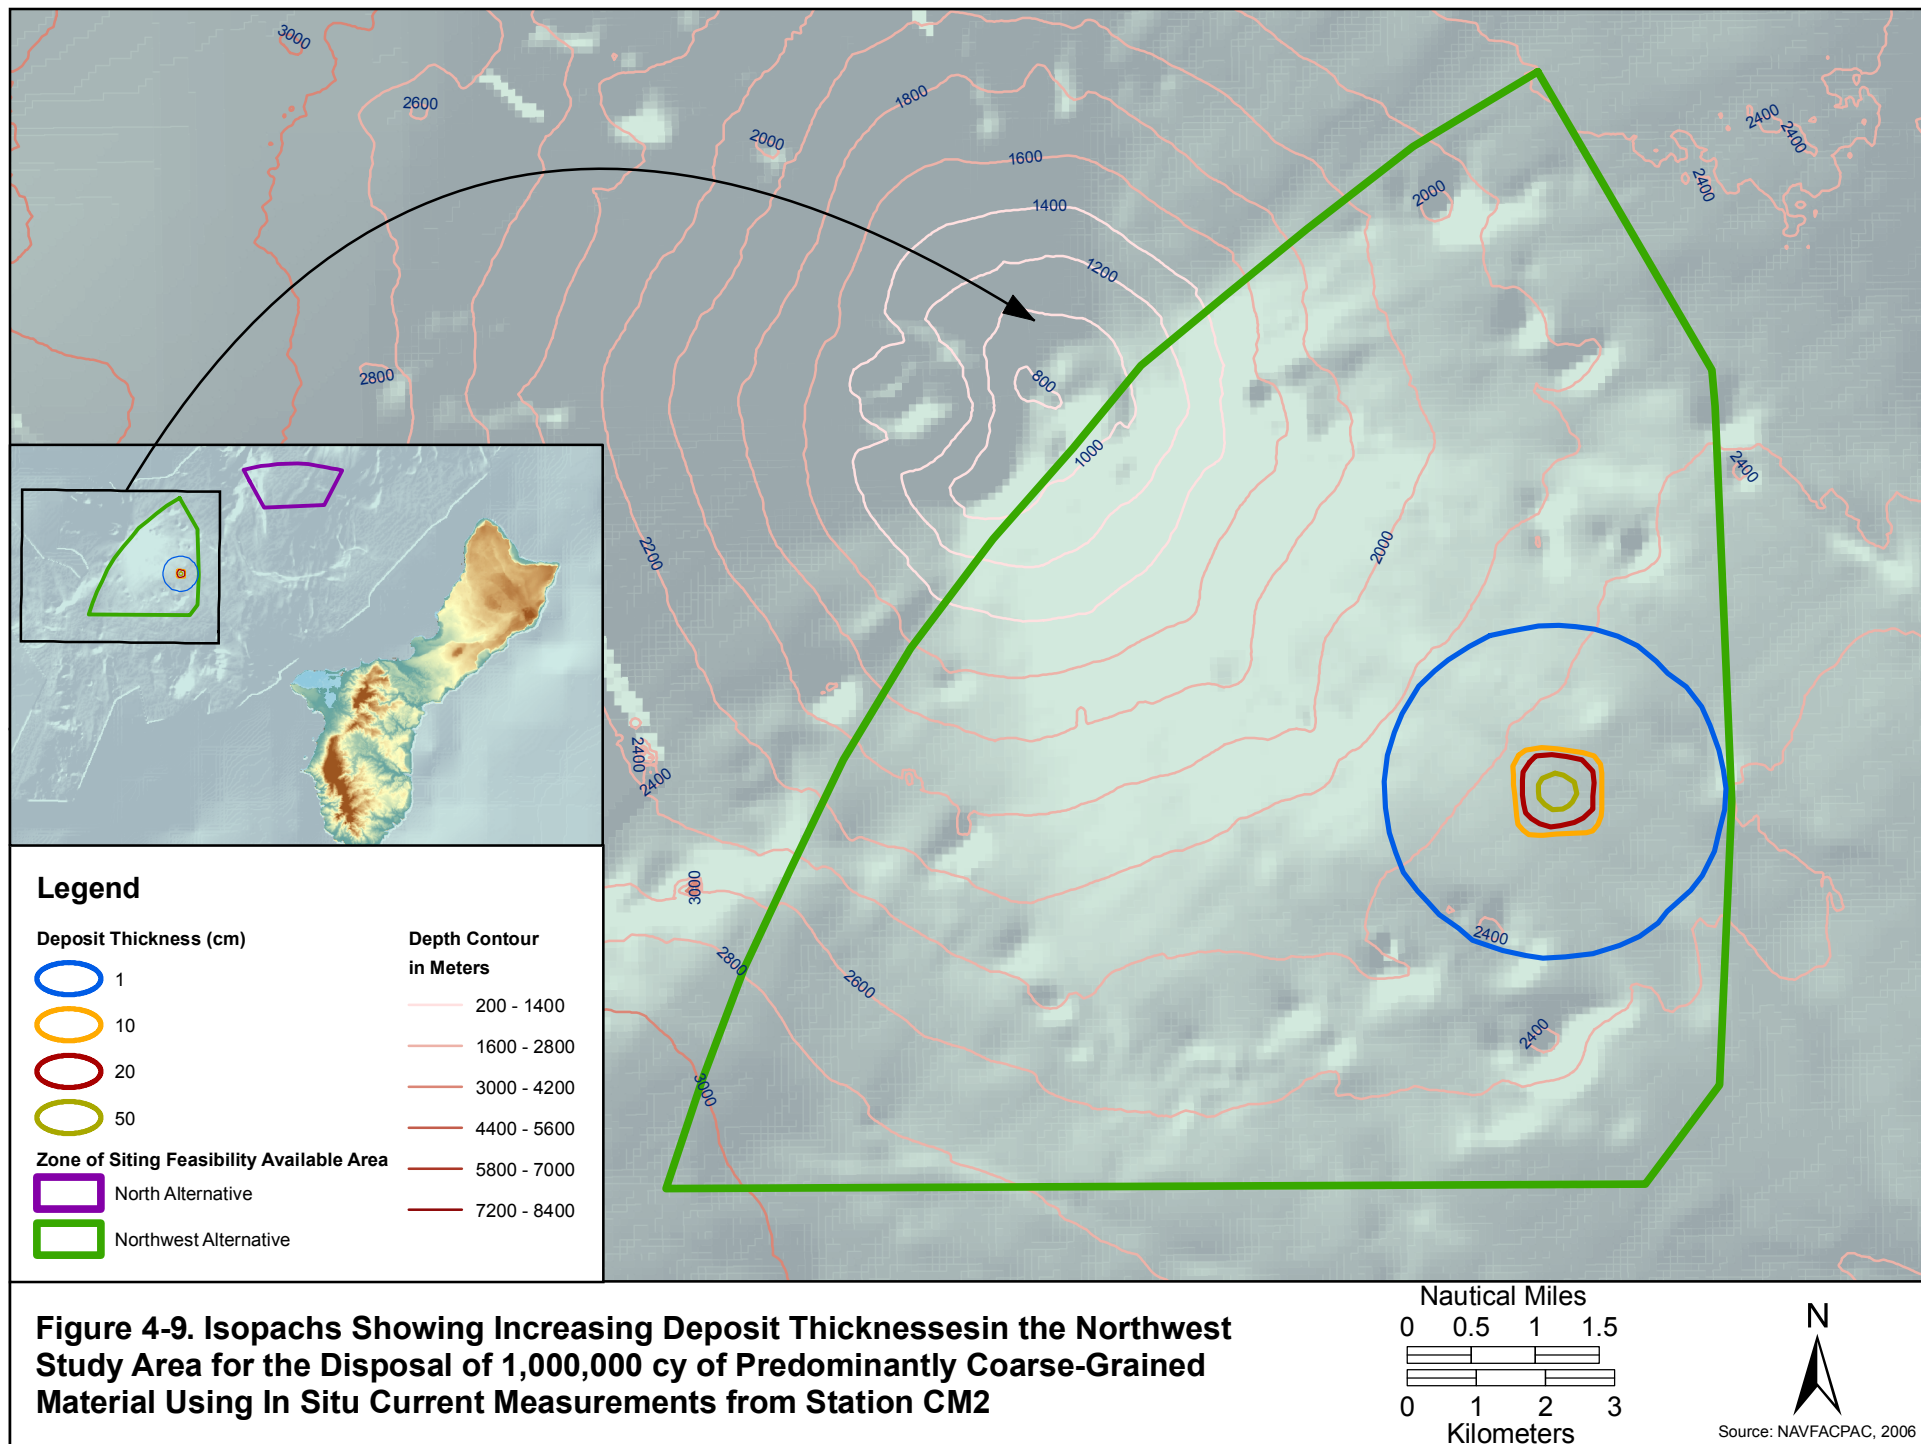 3000
2600
2000
1800
1600
1400
1200
800
1000
2800
2200
2000
2000
2400
2400
2400
2400
2400
2400
3000
2800
2600
2400
2400
3000
Legend
Deposit Thickness (cm)
1
10
20
50
Zone of Siting Feasibility Available Area
North Alternative
Northwest Alternative
Depth Contour
in Meters
200 - 1400
1600 - 2800
3000 - 4200
4400 - 5600
5800 - 7000
7200 - 8400
Figure 4-9. Isopachs Showing Increasing Deposit Thicknessesin the Northwest
Study Area for the Disposal of 1,000,000 cy of Predominantly Coarse-Grained
Material Using In Situ Current Measurements from Station CM2
Nautical Miles
0 0.5 1 1.5
0 1 2 3
Kilometers
N
Source: NAVFACPAC, 2006